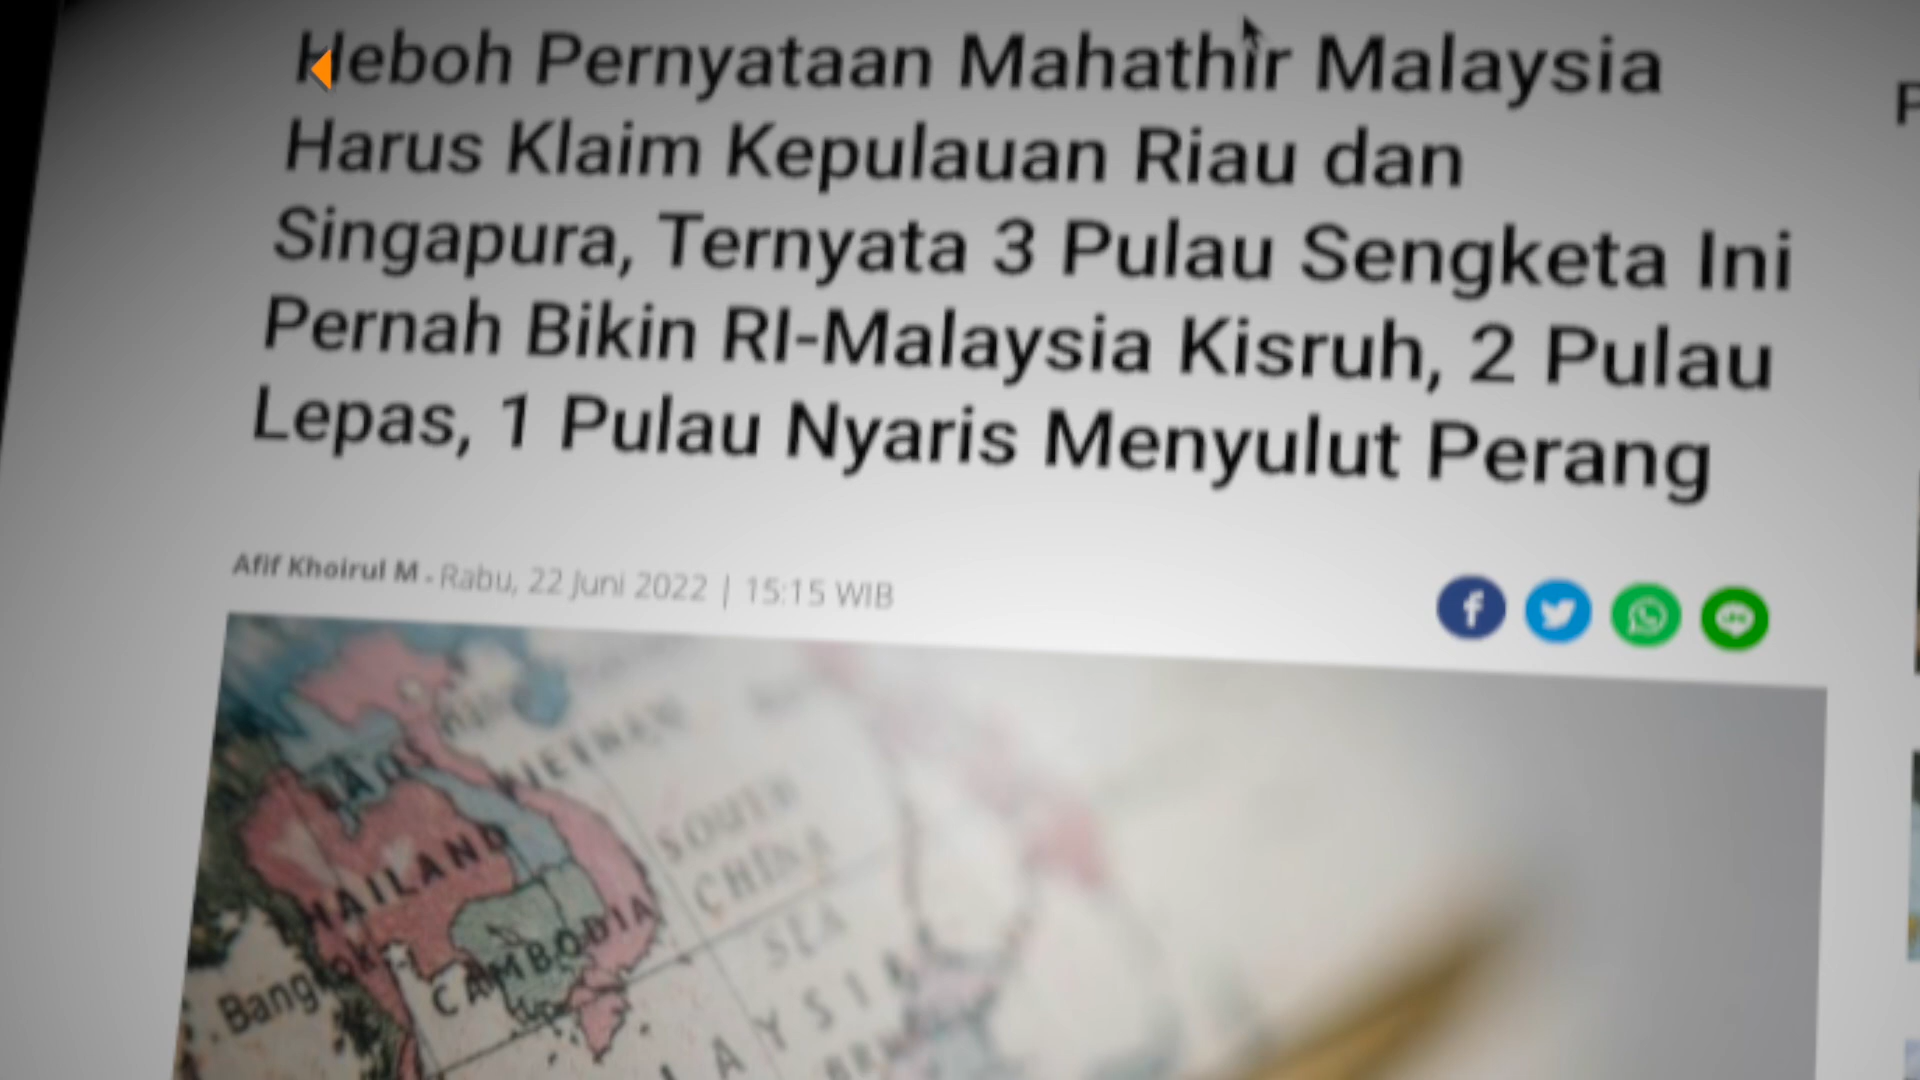 Heboh Pernyataan Mahathir Malaysia
Harus Klaim Kepulauan Riau dan
Singapura, Ternyata 3 Pulau Sengketa Ini
Pernah Bikin RI-Malaysia Kisruh, 2 Pulau
Lepas, 1 Pulau Nyaris Menyulut Perang
Afif Khoirul M - Rabu, 22 Juni 2022 | 15:15 WIB
LAOS
VIETNAM
SOUTH
CHINA
SEA
THAILAND
CAMBODIA
Bangkok